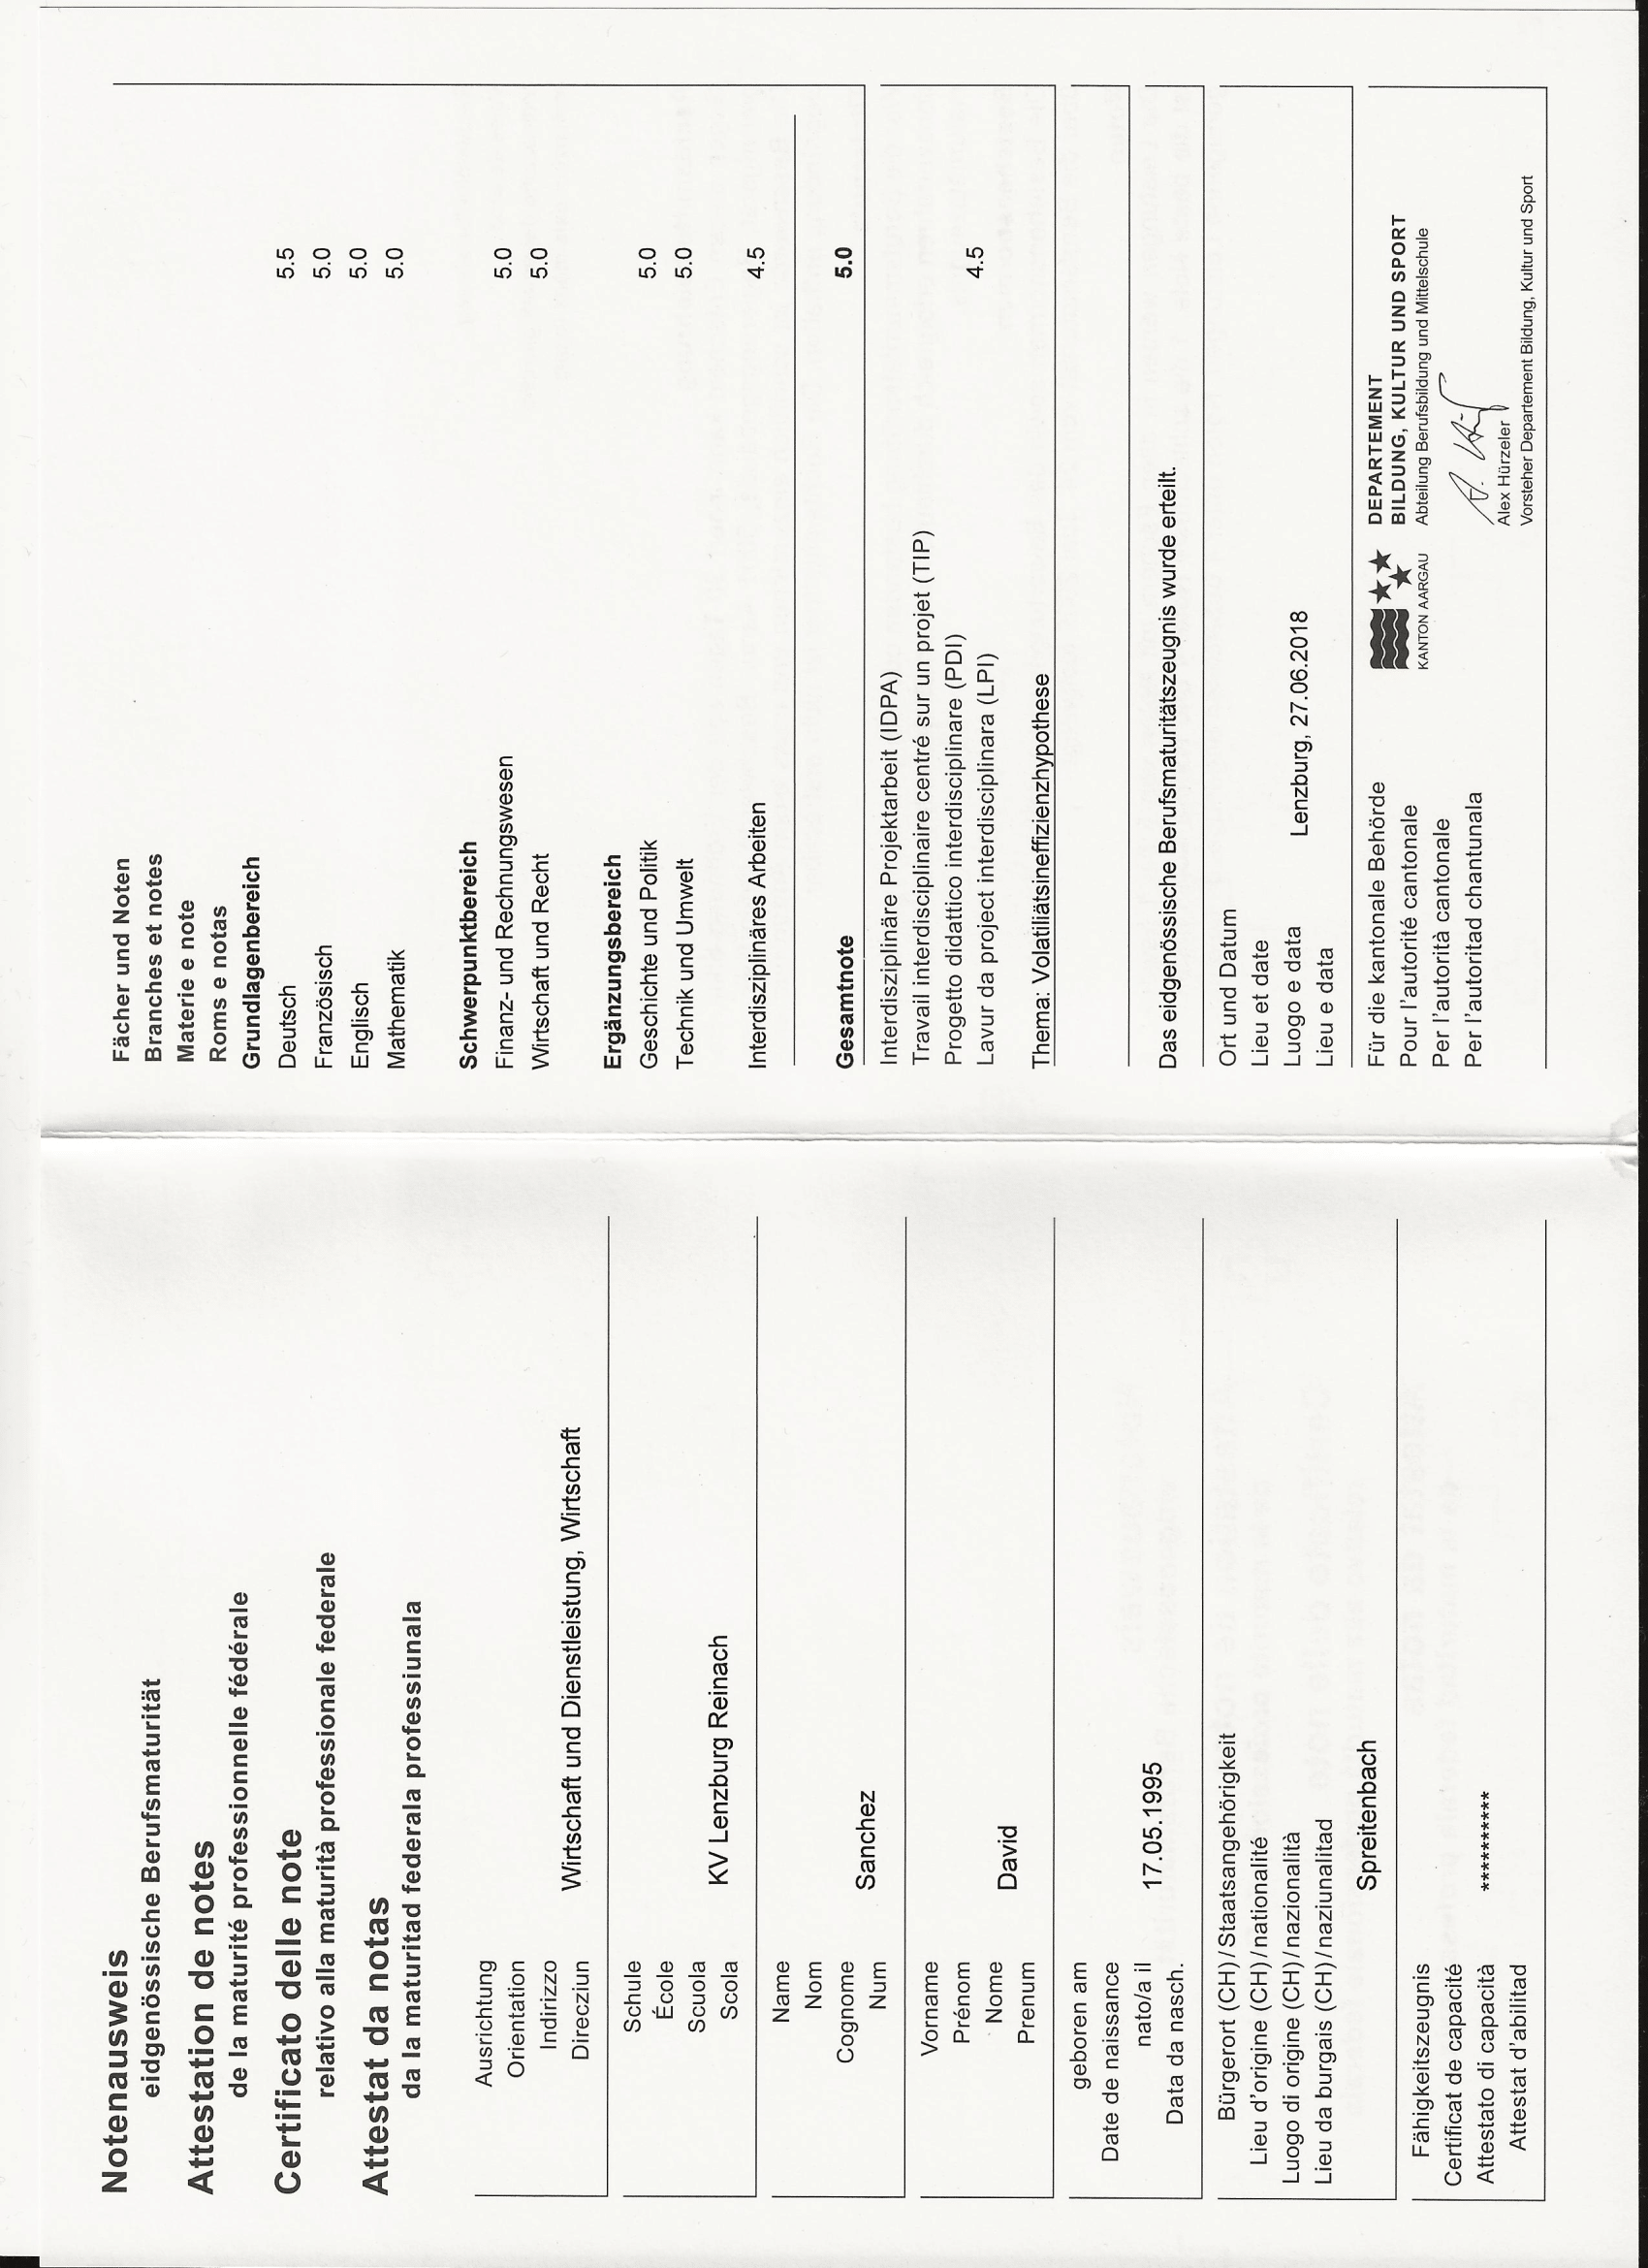 Notenausweis
eidgenössische Berufsmaturität
Attestation de notes
de la maturité professionnelle fédérale
Certificato delle note
relativo alla maturità professionale federale
Attestat da notas
da la maturitad federala professiunala
Ausrichtung
Orientation
Indirizzo
Direcziun Wirtschaft und Dienstleistung, Wirtschaft
Schule
École
Scuola
Scola KV Lenzburg Reinach
Name
Nom
Cognome
Num Sanchez
Vorname
Prénom
Nome
Prenum David
geboren am
Date de naissance
nato/a il 17.05.1995
Data da nasch.
Bürgerort (CH)/Staatsangehörigkeit
Lieu d'origine (CH)/nationalité
Luogo di origine (CH)/nazionalità
Lieu da burgais (CH)/naziunalitad
Spreitenbach
Fähigkeitszeugnis
Certificat de capacité
Attestato di capacità **********
Attestat d'abilitad
Fächer und Noten
Branches et notes
Materie e note
Roms e notas
Grundlagenbereich
Deutsch 5.5
Französisch 5.0
Englisch 5.0
Mathematik 5.0
Schwerpunktbereich
Finanz- und Rechnungswesen 5.0
Wirtschaft und Recht 5.0
Ergänzungsbereich
Geschichte und Politik 5.0
Technik und Umwelt 5.0
Interdisziplinäres Arbeiten 4.5
Gesamtnote 5.0
Interdisziplinäre Projektarbeit (IDPA)
Travail interdisciplinaire centré sur un projet (TIP)
Progetto didattico interdisciplinare (PDI)
Lavur da project interdisciplinara (LPI) 4.5
Thema: Volatiliätsineffizienzhypothese
Das eidgenössische Berufsmaturitätszeugnis wurde erteilt.
Ort und Datum
Lieu et date
Luogo e data Lenzburg, 27.06.2018
Lieu e data
Für die kantonale Behörde
Pour l'autorité cantonale
Per l'autorità cantonale
Per l'autoritad chantunala
KANTON AARGAU
DEPARTEMENT
BILDUNG, KULTUR UND SPORT
Abteilung Berufsbildung und Mittelschule
Alex Hürzeler
Vorsteher Departement Bildung, Kultur und Sport